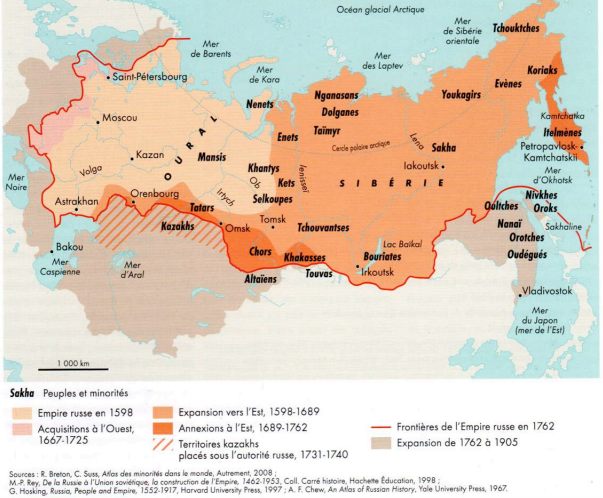 Océan glacial Arctique
Mer de Barents
Mer de Kara
Mer des Laptev
Mer de Sibérie orientale
Tchouktches
Koriaks
Evènes
Youkagirs
Nganasans
Dolganes
Taïmyr
Nenets
Enets
Kamtchatka
Itelmènes
Petropavlosk-Kamtchatskii
Mer d'Okhotsk
Saint-Pétersbourg
Moscou
Kazan
Volga
OURAL
Mansis
Cercle polaire arctique
Lena
Sakha
Iakoutsk
Khantys
Kets
Selkoupes
Ob
Irtych
Ienisseï
SIBÉRIE
Mer Noire
Astrakhan
Orenbourg
Tatars
Kazakhs
Omsk
Tomsk
Tchouvantses
Oultches
Nivkhes
Oroks
Sakhaline
Nanaï
Orotches
Oudégués
Bakou
Mer Caspienne
Mer d'Aral
Chors
Khakasses
Altaïens
Touvas
Lac Baïkal
Bouriates
Irkoutsk
Vladivostok
Mer du Japon (mer de l'Est)
1 000 km
Sakha Peuples et minorités
Empire russe en 1598
Acquisitions à l'Ouest, 1667-1725
Expansion vers l'Est, 1598-1689
Annexions à l'Est, 1689-1762
Territoires kazakhs placés sous l'autorité russe, 1731-1740
Frontières de l'Empire russe en 1762
Expansion de 1762 à 1905
Sources : R. Breton, C. Suss, Atlas des minorités dans le monde, Autrement, 2008 ;
M.-P. Rey, De la Russie à l'Union soviétique, la construction de l'Empire, 1462-1953, Coll. Carré histoire, Hachette Éducation, 1998 ;
G. Hosking, Russia, People and Empire, 1552-1917, Harvard University Press, 1997 ; A. F. Chew, An Atlas of Russian History, Yale University Press, 1967.